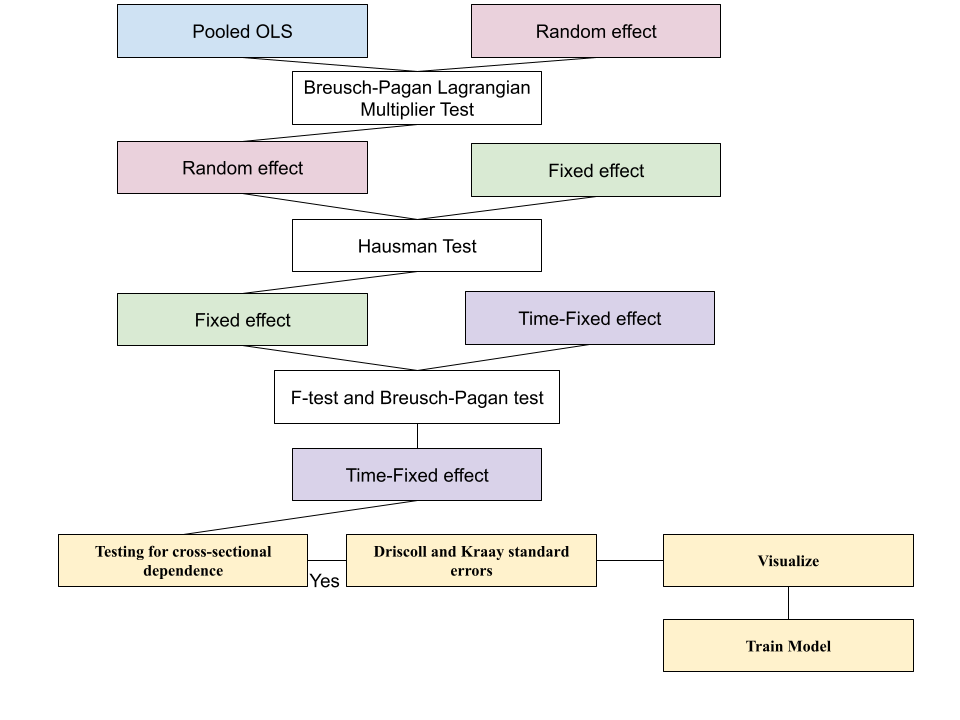 Pooled OLS
Random effect
Breusch-Pagan Lagrangian
Multiplier Test
Random effect
Fixed effect
Hausman Test
Fixed effect
Time-Fixed effect
F-test and Breusch-Pagan test
Time-Fixed effect
Testing for cross-sectional
dependence
Yes
Driscoll and Kraay standard
errors
Visualize
Train Model